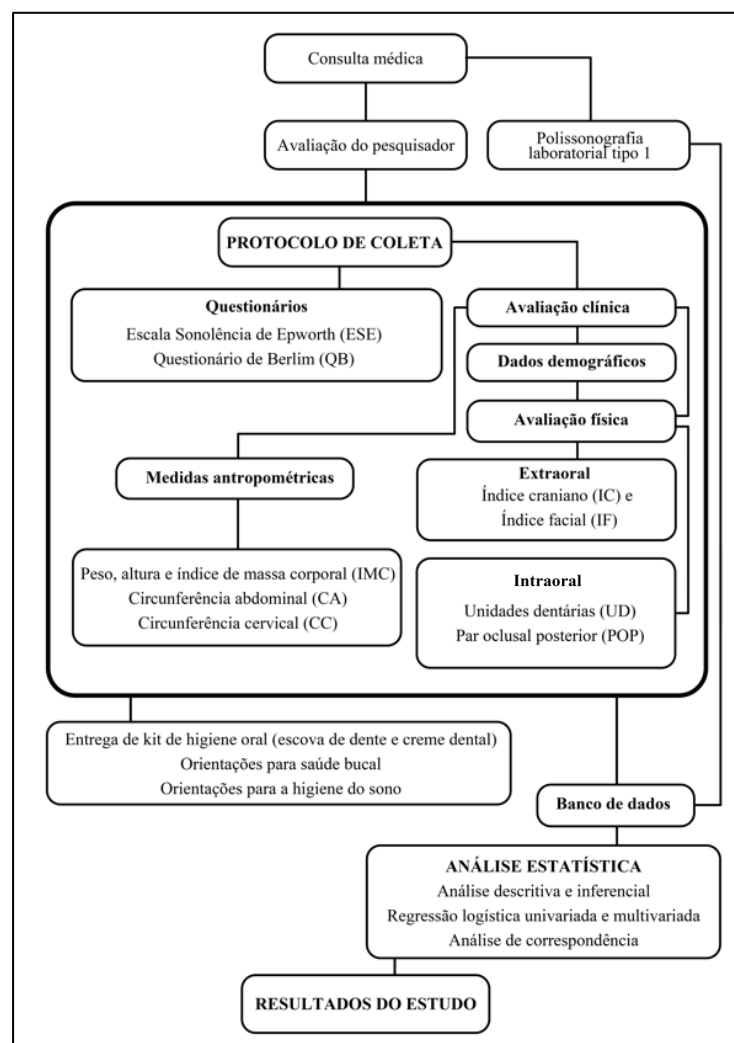 Consulta médica
Avaliação do pesquisador
Polissonografia
laboratorial tipo 1
PROTOCOLO DE COLETA
Questionários
Escala Sonolência de Epworth (ESE)
Questionário de Berlim (QB)
Avaliação clínica
Dados demográficos
Avaliação física
Medidas antropométricas
Extraoral
Índice craniano (IC) e
Índice facial (IF)
Peso, altura e índice de massa corporal (IMC)
Circunferência abdominal (CA)
Circunferência cervical (CC)
Intraoral
Unidades dentárias (UD)
Par oclusal posterior (POP)
Entrega de kit de higiene oral (escova de dente e creme dental)
Orientações para saúde bucal
Orientações para a higiene do sono
Banco de dados
ANÁLISE ESTATÍSTICA
Análise descritiva e inferencial
Regressão logística univariada e multivariada
Análise de correspondência
RESULTADOS DO ESTUDO